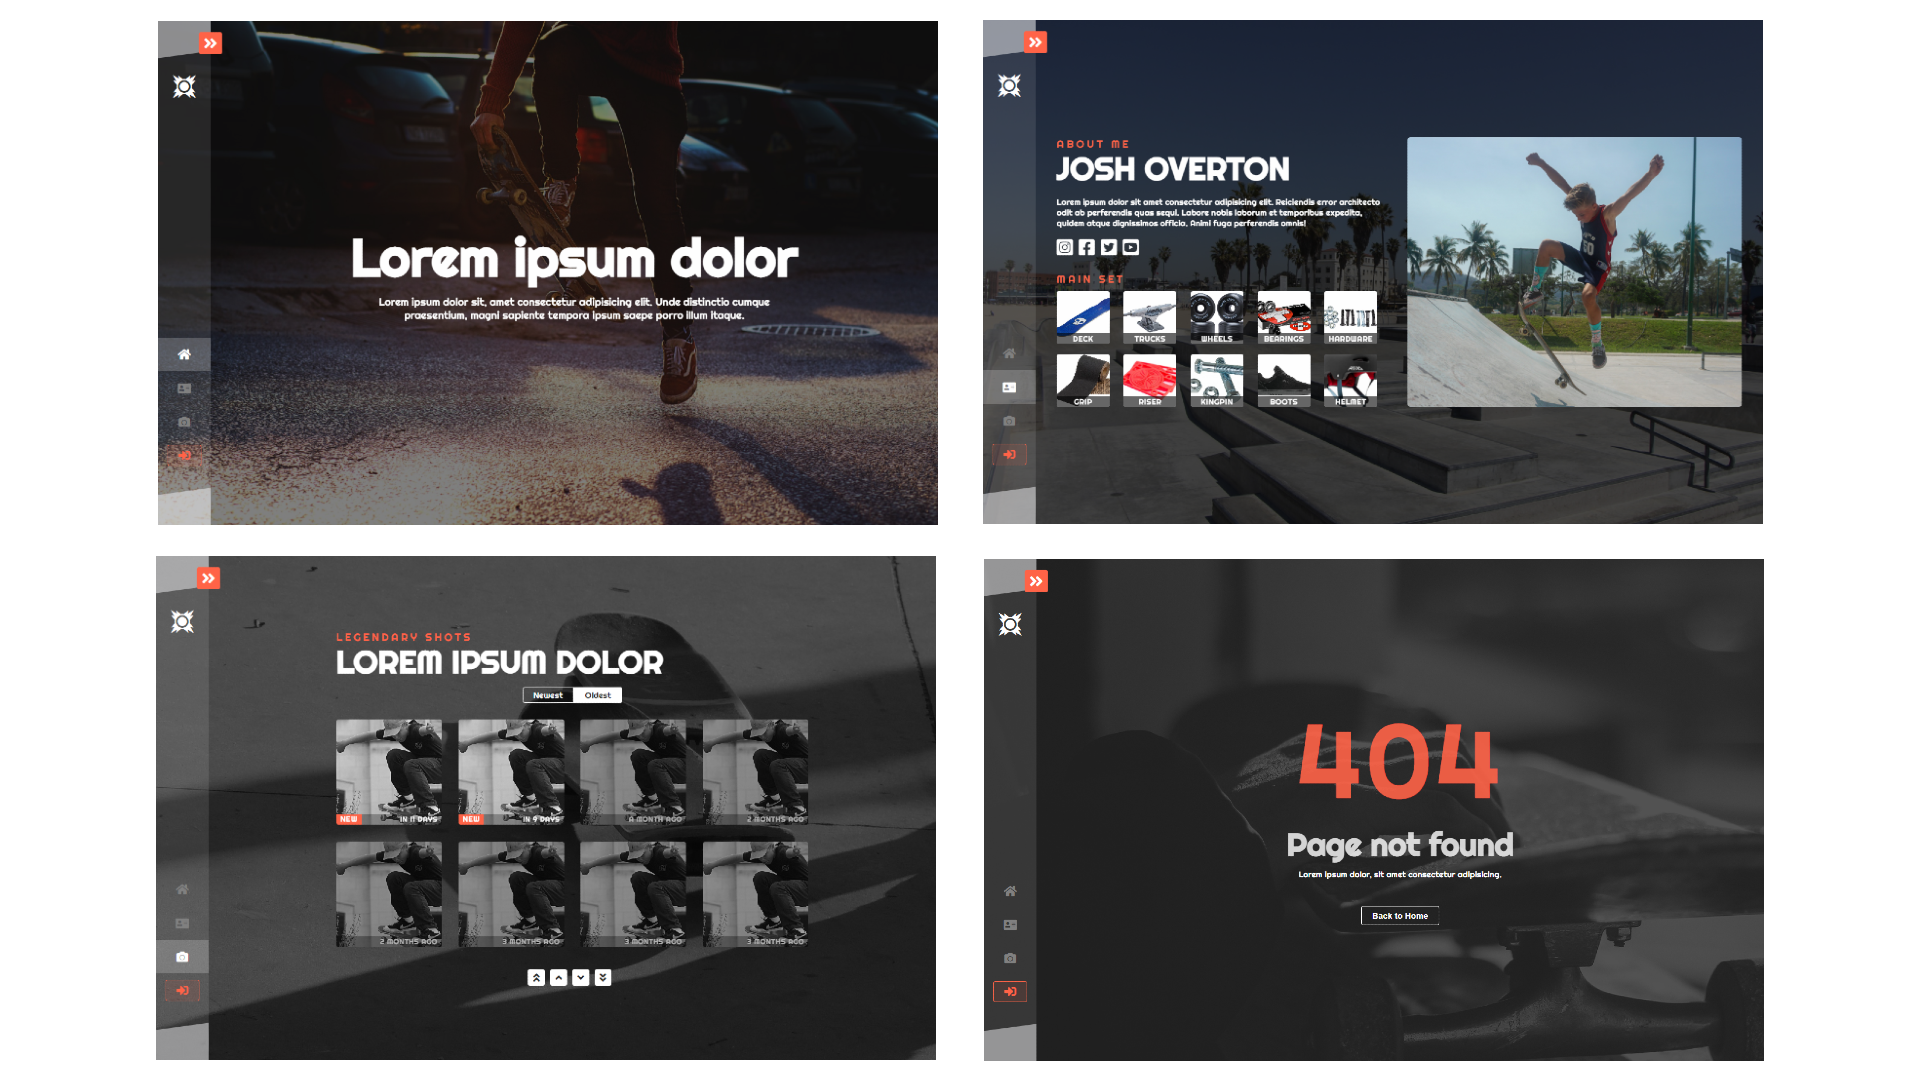 Lorem ipsum dolor
Lorem ipsum dolor sit, amet consectetur adipisicing elit. Unde distinctio cumque
praesentium, magni sapiente tempora ipsum saepe porro illum itaque.
ABOUT ME
JOSH OVERTON
Lorem ipsum dolor sit amet consectetur adipisicing elit. Reiciendis error architecto
odit ab perferendis quas sequi. Labore nobis laborum et temporibus expedita,
quidem atque dignissimos officia. Animi fuga perferendis omnis!
MAIN SET
DECK TRUCKS WHEELS BEARINGS HARDWARE
GRIP RISER KINGPIN BOOTS HELMET
LEGENDARY SHOTS
LOREM IPSUM DOLOR
Newest Oldest
NEW IN 11 DAYS NEW IN 9 DAYS A MONTH AGO 2 MONTHS AGO
2 MONTHS AGO 3 MONTHS AGO 3 MONTHS AGO 3 MONTHS AGO
404
Page not found
Lorem ipsum dolor, sit amet consectetur adipisicing.
Back to Home